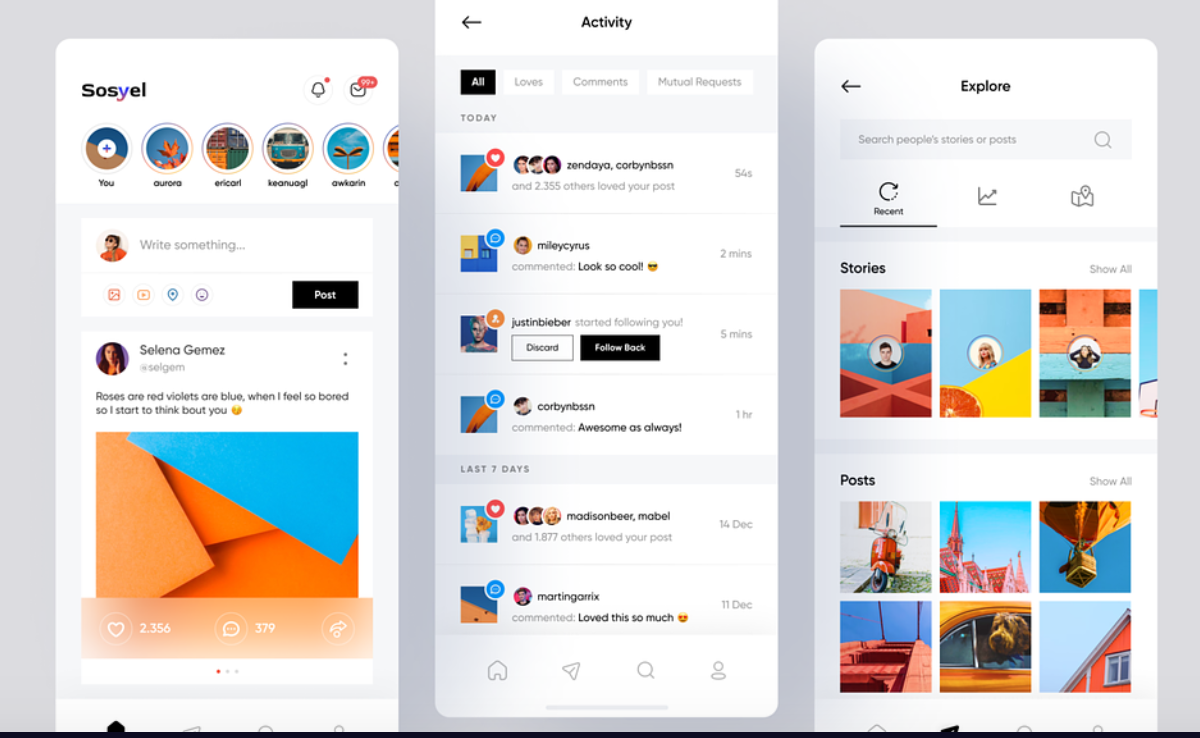 Sosyel
99+
You
aurora
ericarl
keanuagl
awkarin
Write something...
Post
Selena Gemez
@selgem
Roses are red violets are blue, when I feel so bored
so I start to think bout you
2.356
379
Activity
All
Loves
Comments
Mutual Requests
TODAY
zendaya, corbynbssn
54s
and 2.355 others loved your post
mileycyrus
2 mins
commented: Look so cool! 😎
justinbieber started following you!
5 mins
Discard
Follow Back
corbynbssn
1 hr
commented: Awesome as always!
LAST 7 DAYS
madisonbeer, mabel
14 Dec
and 1.877 others loved your post
martingarrix
11 Dec
commented: Loved this so much 😍
Explore
Search people's stories or posts
Recent
Stories
Show All
Posts
Show All